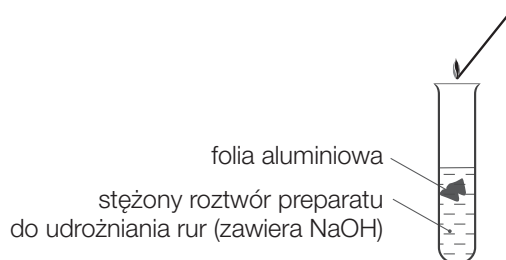 folia aluminiowa
stężony roztwór preparatu
do udrożniania rur (zawiera NaOH)